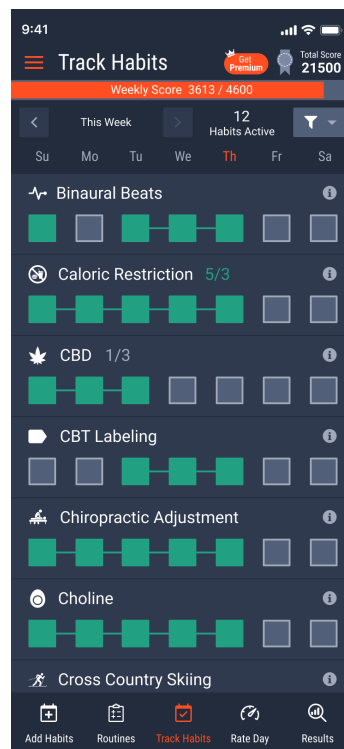 9:41
Track Habits
Get
Premium
Total Score
21500
Weekly Score 3613 / 4600
This Week
12
Habits Active
Su Mo Tu We Th Fr Sa
Binaural Beats
Caloric Restriction 5/3
CBD 1/3
CBT Labeling
Chiropractic Adjustment
Choline
Cross Country Skiing
Add Habits Routines Track Habits Rate Day Results